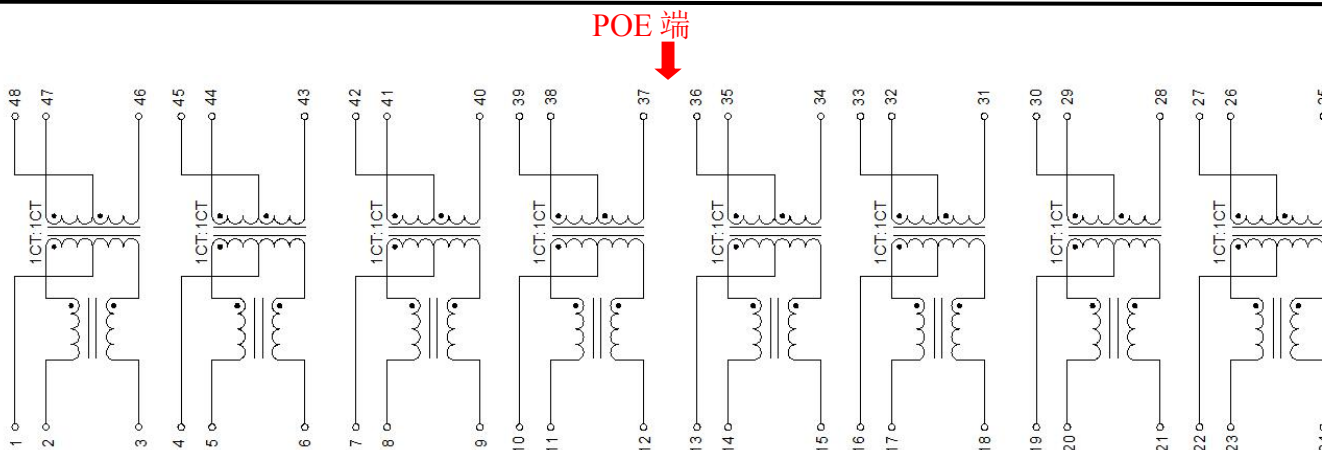 POE 端
48 47 46 45 44 43 42 41 40 39 38 37 36 35 34 33 32 31 30 29 28 27 26 25
1CT:1CT 1CT:1CT 1CT:1CT 1CT:1CT 1CT:1CT 1CT:1CT 1CT:1CT 1CT:1CT
1 2 3 4 5 6 7 8 9 10 11 12 13 14 15 16 17 18 19 20 21 22 23